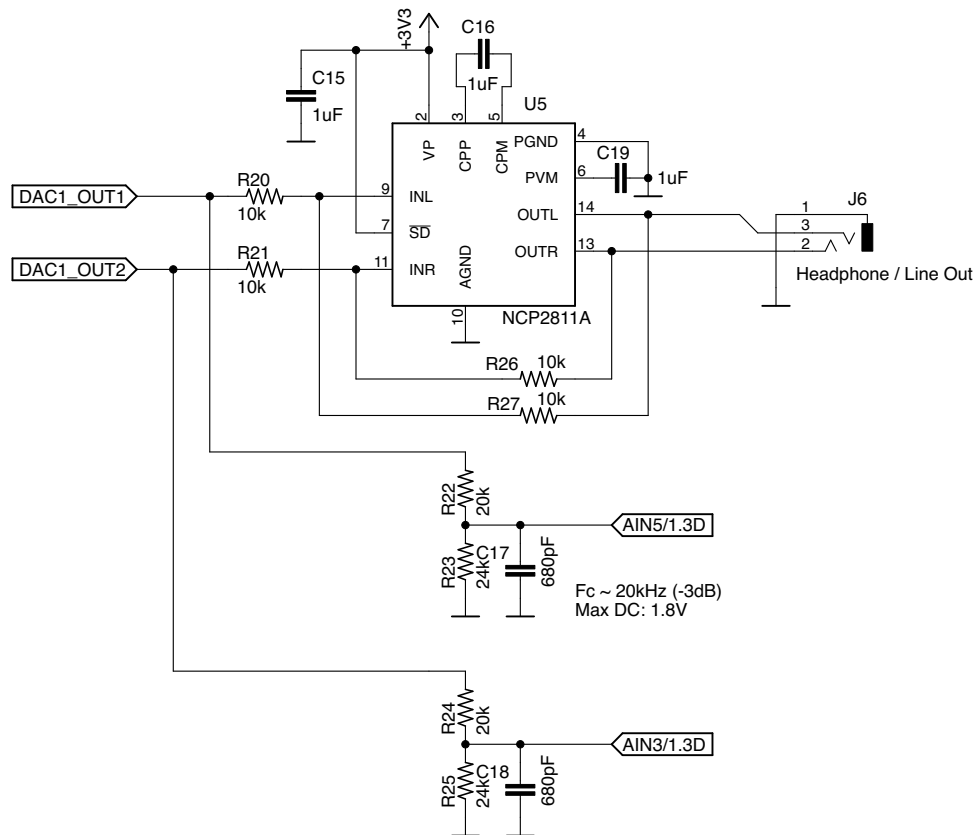 +3V3
C16
1uF
C15
1uF
U5
2
3
5
VP
CPP
CPM
PGND
4
PVM
6
C19
1uF
DAC1_OUT1
R20
10k
9
INL
OUTL
14
7
SD
DAC1_OUT2
R21
10k
11
INR
OUTR
13
AGND
10
NCP2811A
1
3
2
J6
Headphone / Line Out
R26
10k
R27
10k
R22
20k
AIN5/1.3D
R23
24k
C17
680pF
Fc ~ 20kHz (-3dB)
Max DC: 1.8V
R24
20k
AIN3/1.3D
R25
24k
C18
680pF